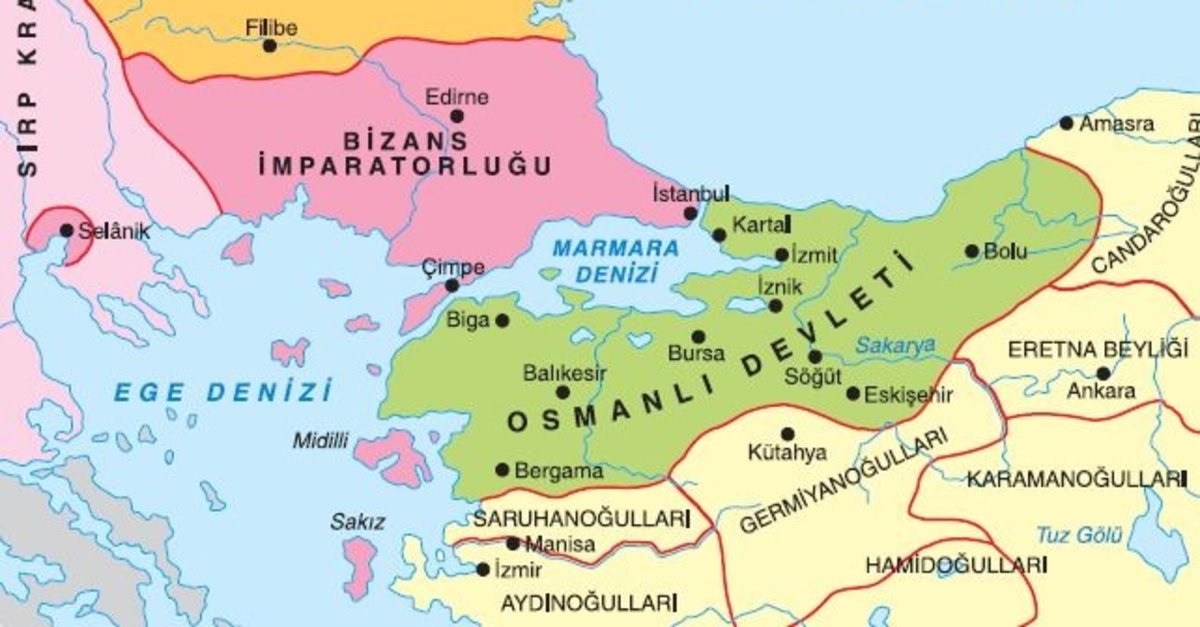 SIRP KRA
Filibe
Edirne
BİZANS
İMPARATORLUĞU
Amasra
İstanbul
Selânik
Kartal
CANDAROĞULLARI
MARMARA
DENİZİ
İzmit
Bolu
Çimpe
İznik
Biga
Bursa
Sakarya
ERETNA BEYLİĞİ
Ankara
Balıkesir
Söğüt
Eskişehir
EGE DENİZİ
OSMANLI DEVLETİ
Midilli
Kütahya
Bergama
GERMİYANOĞULLARI
KARAMANOĞULLARI
Sakız
SARUHANOĞULLARI
Manisa
Tuz Gölü
İzmir
HAMİDOĞULLARI
AYDINOĞULLARI